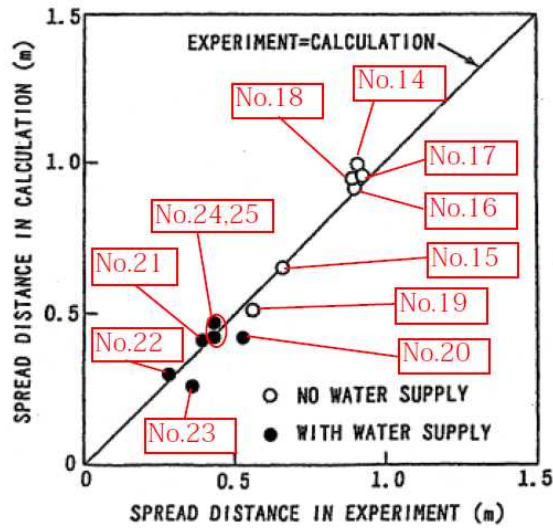 1.5
EXPERIMENT=CALCULATION
No.14
No.18
No.17
1.0
No.16
No.24,25
No.21
No.15
No.19
0.5
No.22
No.20
NO WATER SUPPLY
No.23
WITH WATER SUPPLY
0
0
0.5
1.0
1.5
SPREAD DISTANCE IN EXPERIMENT (m)
SPREAD DISTANCE IN CALCULATION (m)